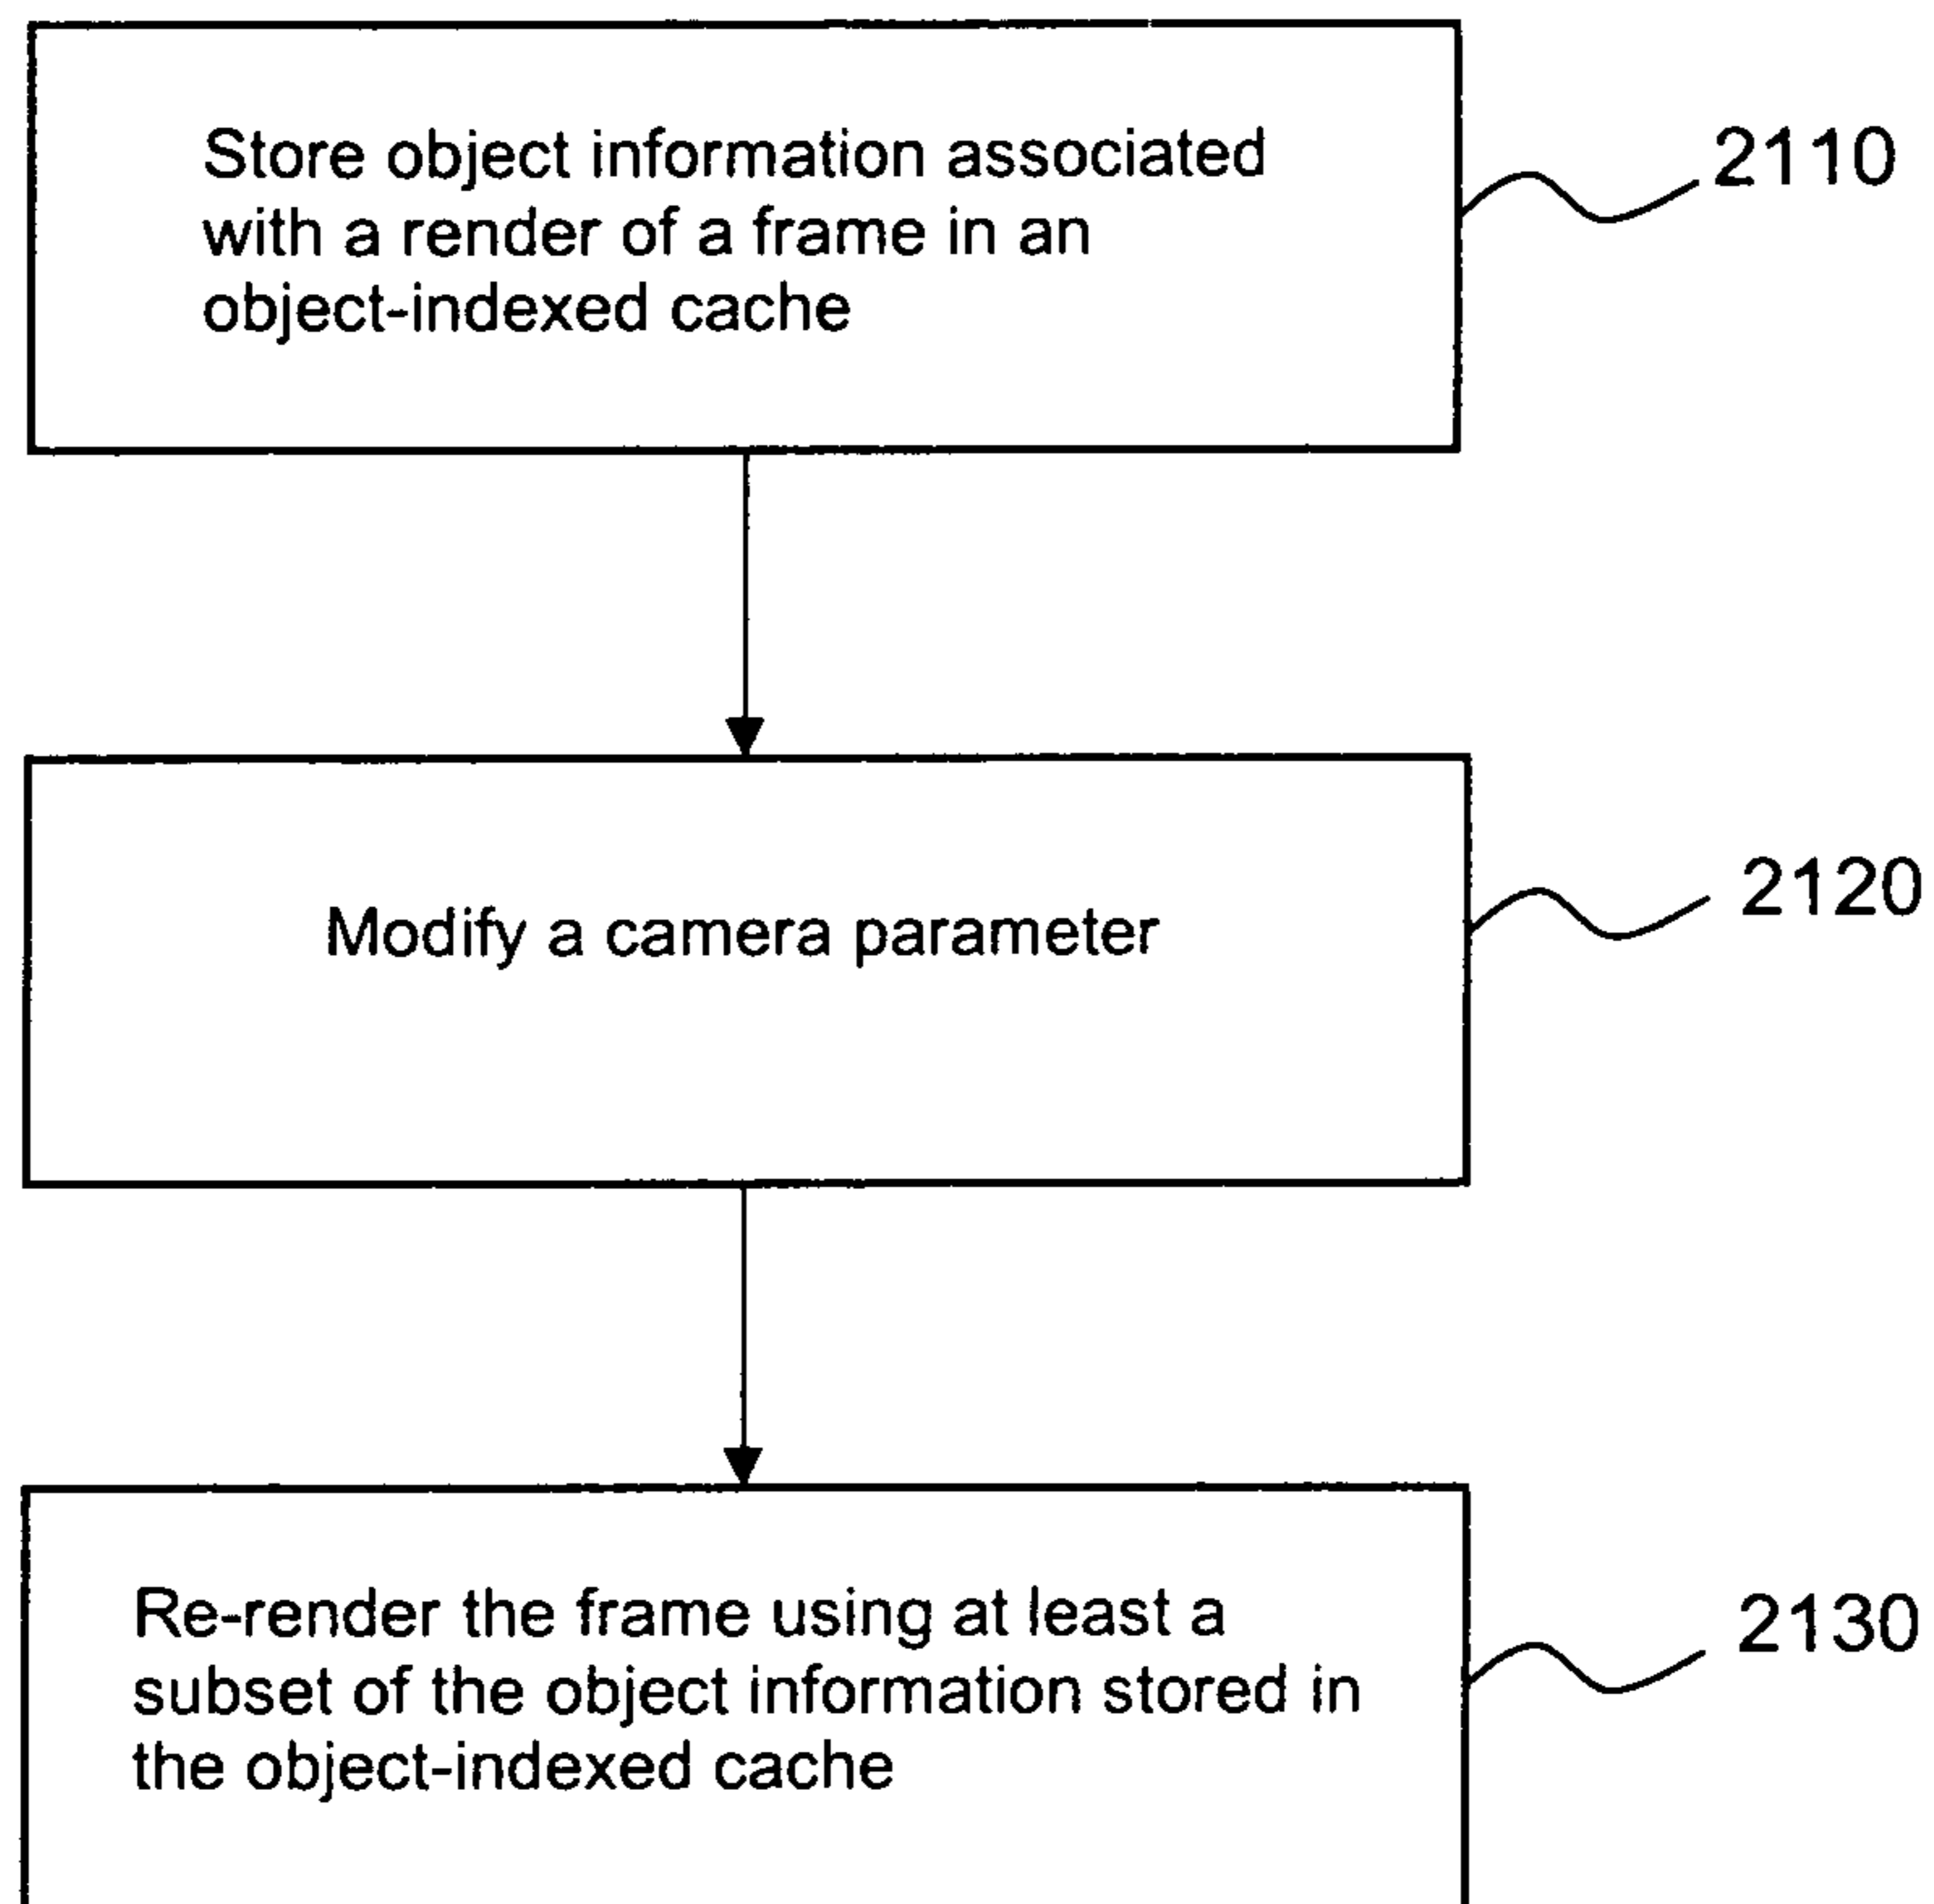 Store object information associated
with a render of a frame in an
object-indexed cache
2110
Modify a camera parameter
2120
Re-render the frame using at least a
subset of the object information stored in
the object-indexed cache
2130